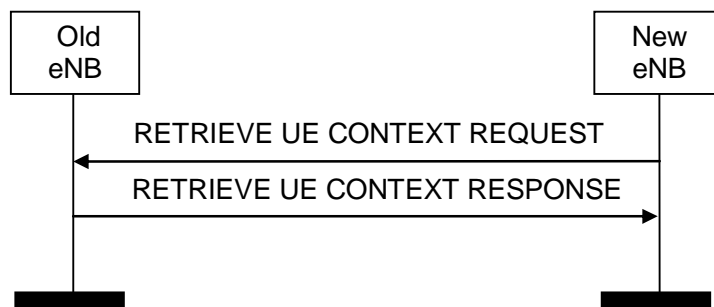 Old
eNB
New
eNB
RETRIEVE UE CONTEXT REQUEST
RETRIEVE UE CONTEXT RESPONSE